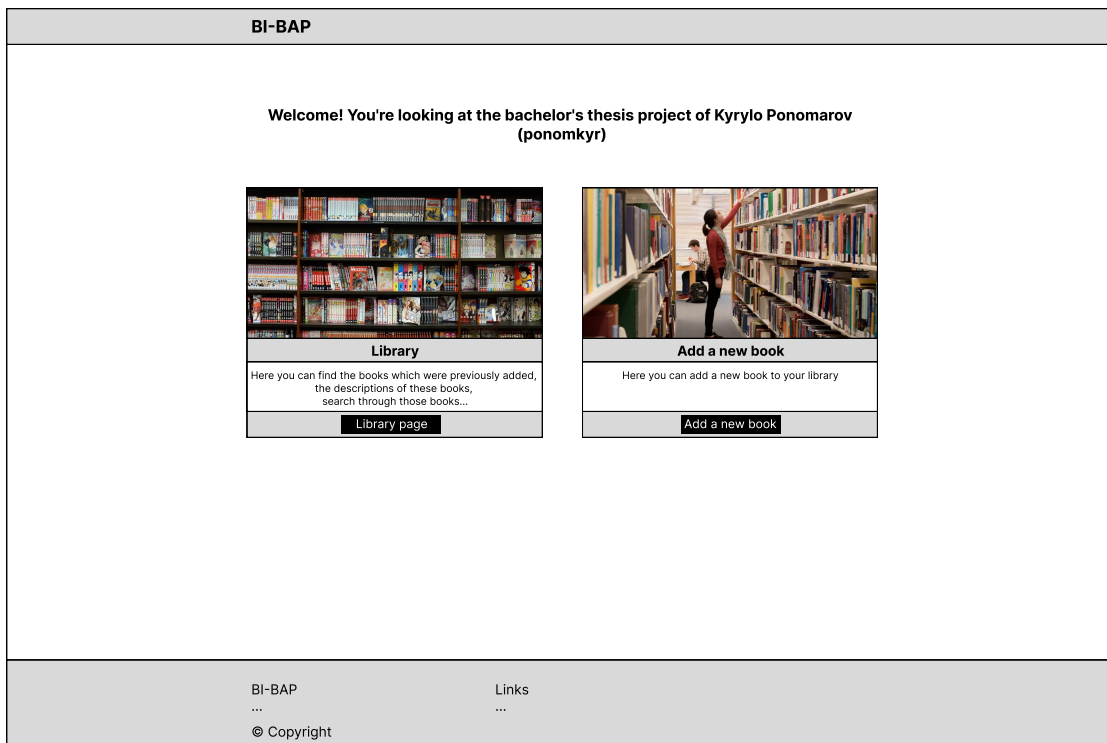 BI-BAP
Welcome! You're looking at the bachelor's thesis project of Kyrylo Ponomarov
(ponomkyr)
Library
Here you can find the books which were previously added,
the descriptions of these books,
search through those books...
Library page
Add a new book
Here you can add a new book to your library
Add a new book
BI-BAP
...
© Copyright
Links
...